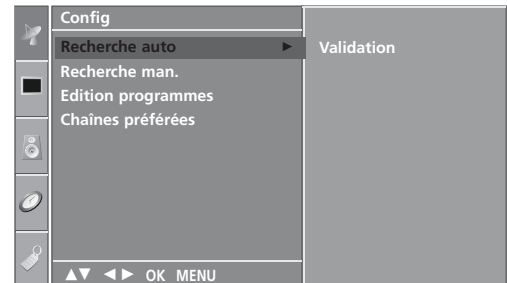 Config
Recherche auto ► Validation
Recherche man.
Edition programmes
Chaînes préférées
▲▼ ◄► OK MENU